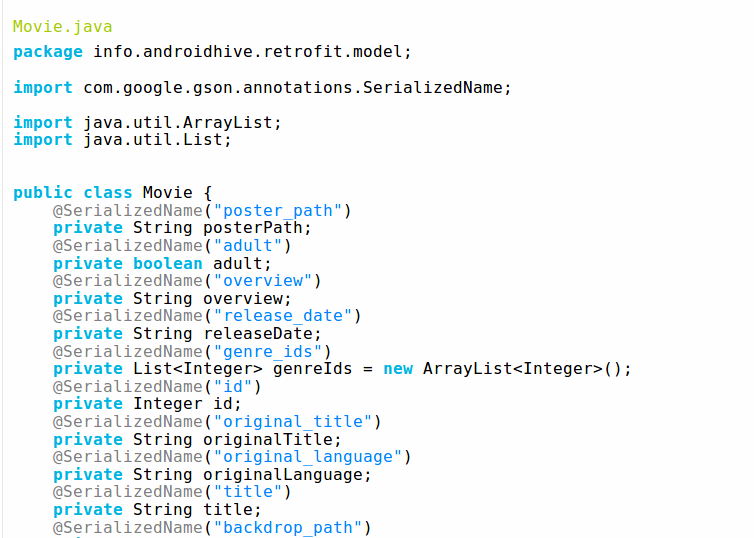 Movie.java
package info.androidhive.retrofit.model;
import com.google.gson.annotations.SerializedName;
import java.util.ArrayList;
import java.util.List;
public class Movie {
    @SerializedName("poster_path")
    private String posterPath;
    @SerializedName("adult")
    private boolean adult;
    @SerializedName("overview")
    private String overview;
    @SerializedName("release_date")
    private String releaseDate;
    @SerializedName("genre_ids")
    private List<Integer> genreIds = new ArrayList<Integer>();
    @SerializedName("id")
    private Integer id;
    @SerializedName("original_title")
    private String originalTitle;
    @SerializedName("original_language")
    private String originalLanguage;
    @SerializedName("title")
    private String title;
    @SerializedName("backdrop_path")